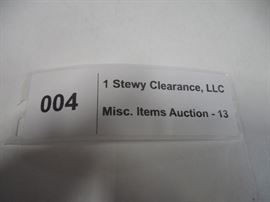 004
1 Stewy Clearance, LLC
Misc. Items Auction - 13